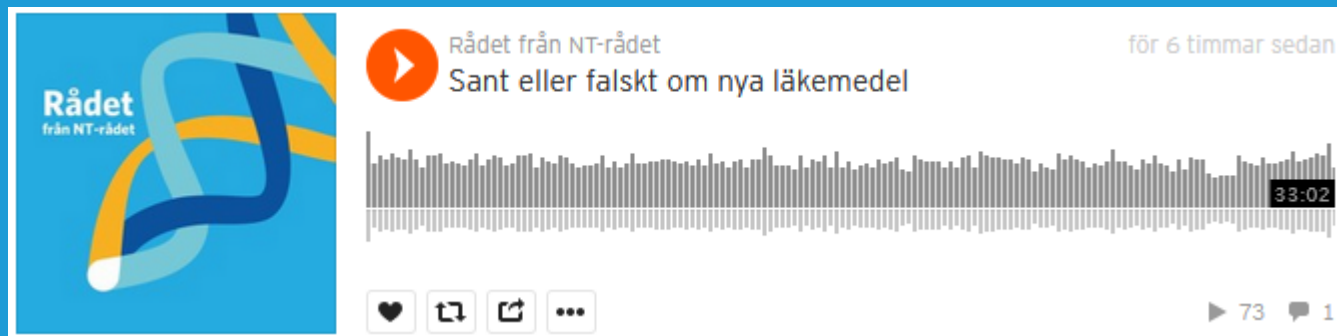 Rådet
från NT-rådet
Rådet från NT-rådet
för 6 timmar sedan
Sant eller falskt om nya läkemedel
33:02
73
1